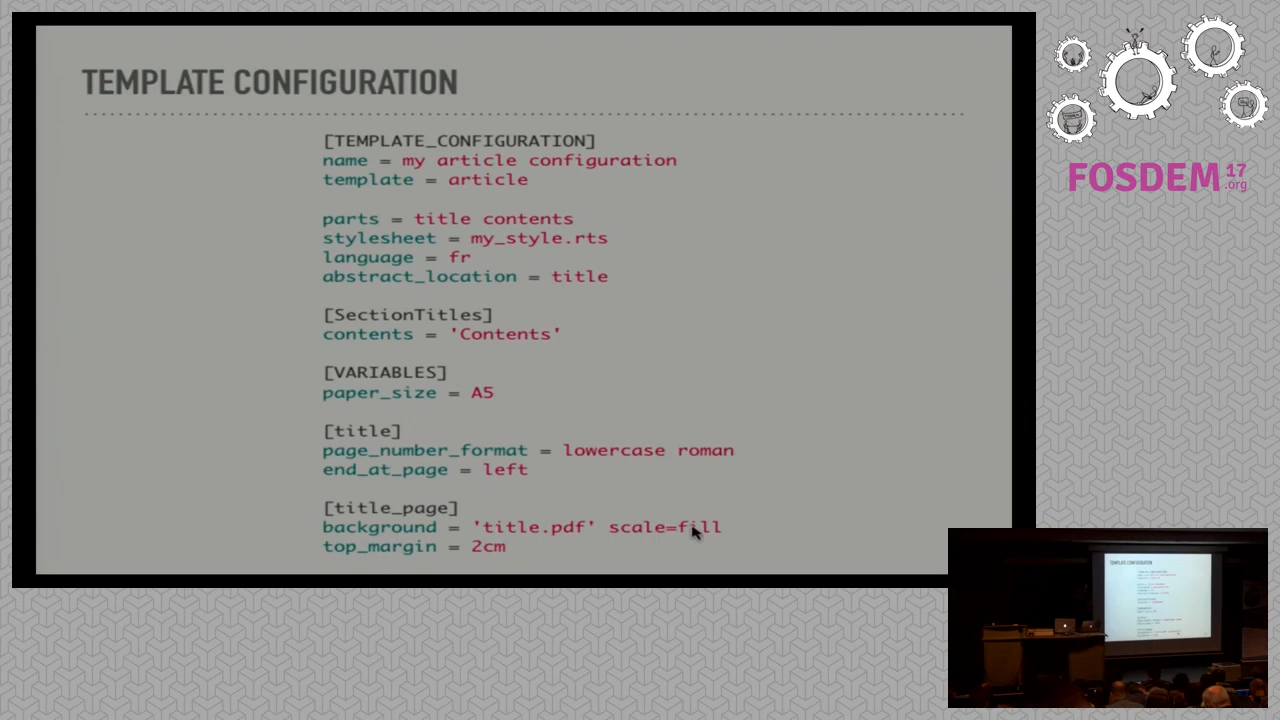 TEMPLATE CONFIGURATION
[TEMPLATE_CONFIGURATION]
name = my article configuration
template = article
parts = title contents
stylesheet = my_style.rts
language = fr
abstract_location = title
[SectionTitles]
contents = 'Contents'
[VARIABLES]
paper_size = A5
[title]
page_number_format = lowercase roman
end_at_page = left
[title_page]
background = 'title.pdf' scale=fill
top_margin = 2cm
FOSDEM 17
.org
TEMPLATE CONFIGURATION